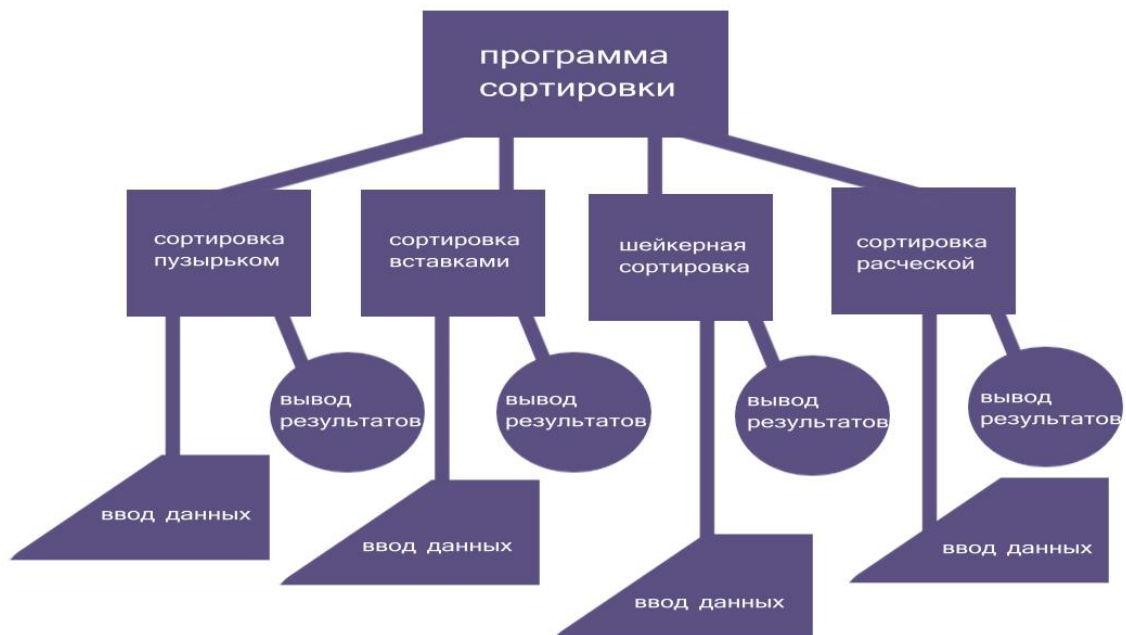 программа
сортировки
сортировка
пузырьком
сортировка
вставками
шейкерная
сортировка
сортировка
расческой
вывод
результатов
вывод
результатов
вывод
результатов
вывод
результатов
ввод данных
ввод данных
ввод данных
ввод данных